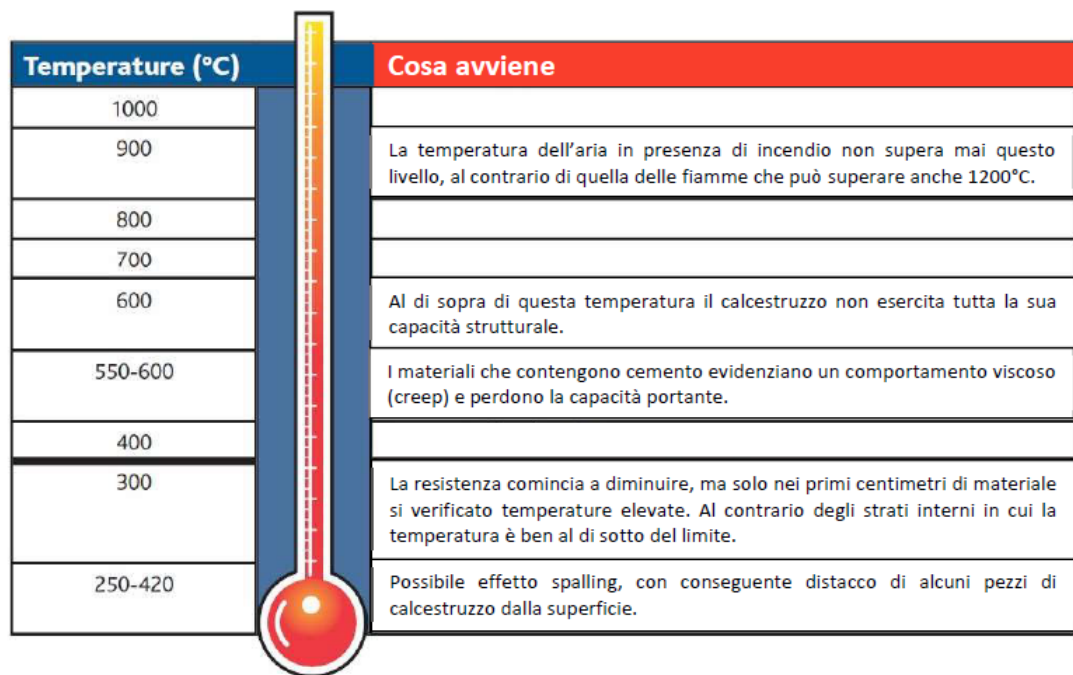 Temperature (°C) Cosa avviene
1000
900
La temperatura dell’aria in presenza di incendio non supera mai questo
livello, al contrario di quella delle fiamme che può superare anche 1200°C.
800
700
600
Al di sopra di questa temperatura il calcestruzzo non esercita tutta la sua
capacità strutturale.
550-600
I materiali che contengono cemento evidenziano un comportamento viscoso
(creep) e perdono la capacità portante.
400
300
La resistenza comincia a diminuire, ma solo nei primi centimetri di materiale
si verificato temperature elevate. Al contrario degli strati interni in cui la
temperatura è ben al di sotto del limite.
250-420
Possibile effetto spalling, con conseguente distacco di alcuni pezzi di
calcestruzzo dalla superficie.